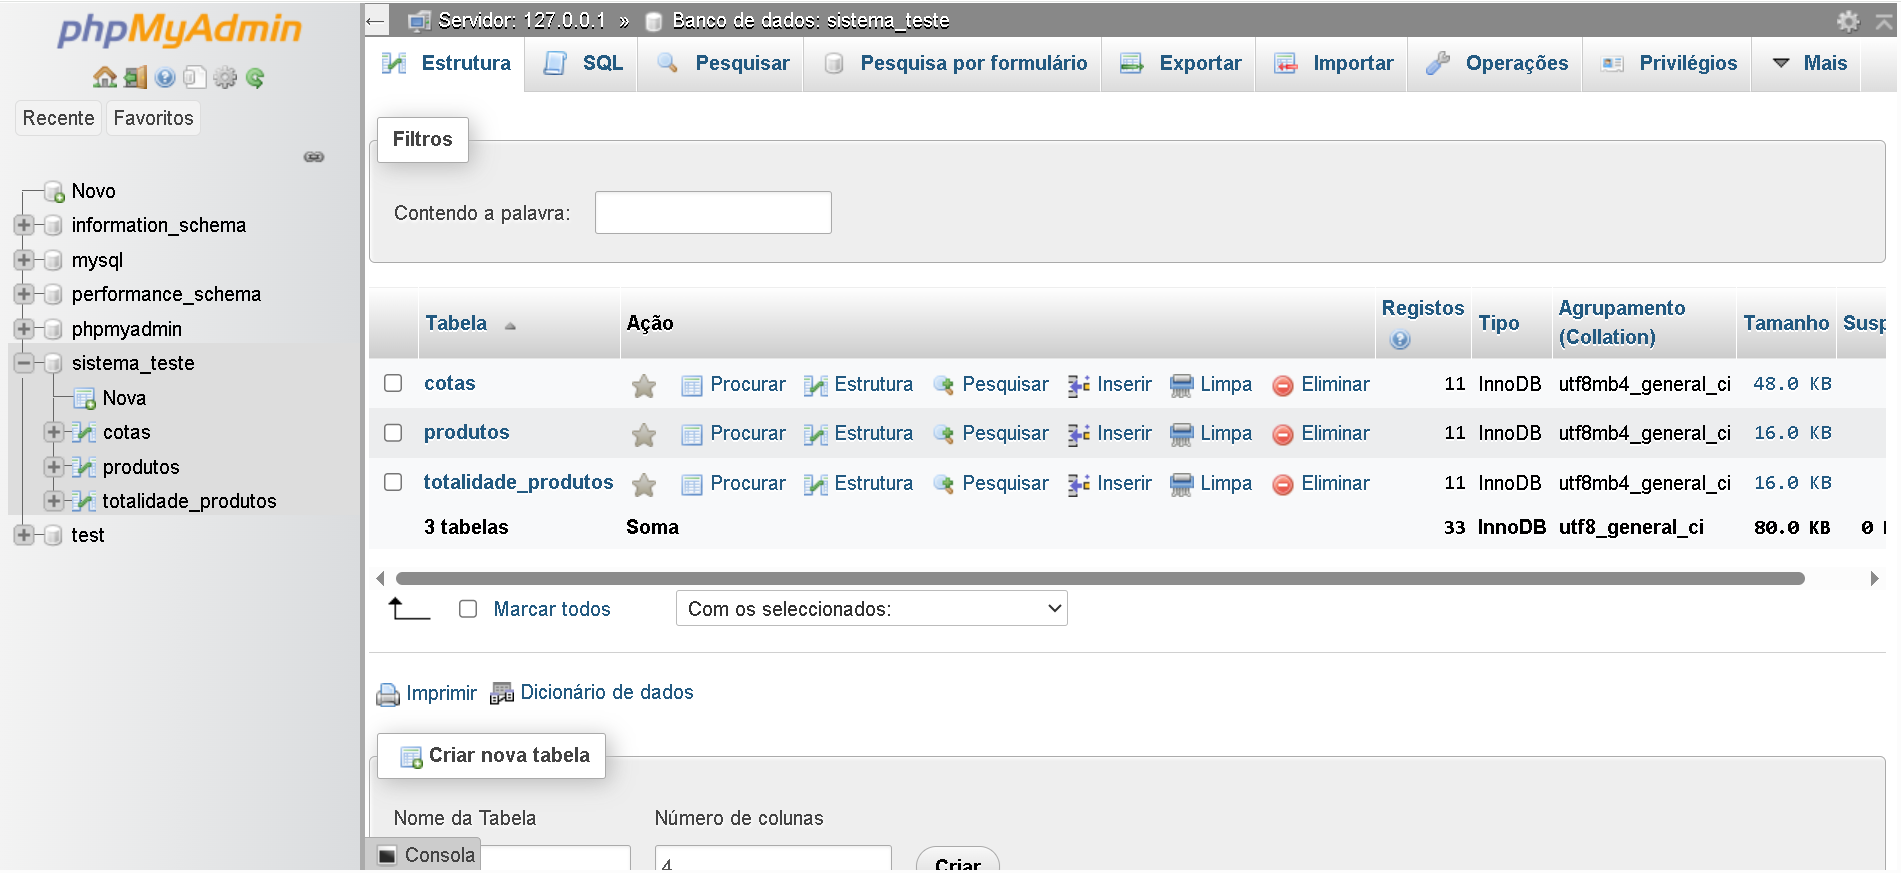 phpMyAdmin
Recente Favoritos
Novo
information_schema
mysql
performance_schema
phpmyadmin
sistema_teste
Nova
cotas
produtos
totalidade_produtos
test
Servidor: 127.0.0.1 » Banco de dados: sistema_teste
Estrutura SQL Pesquisar Pesquisa por formulário Exportar Importar Operações Privilégios Mais
Filtros
Contendo a palavra:
Tabela Ação Registos Tipo Agrupamento (Collation) Tamanho Susp
cotas Procurar Estrutura Pesquisar Inserir Limpa Eliminar 11 InnoDB utf8mb4_general_ci 48.0 KB
produtos Procurar Estrutura Pesquisar Inserir Limpa Eliminar 11 InnoDB utf8mb4_general_ci 16.0 KB
totalidade_produtos Procurar Estrutura Pesquisar Inserir Limpa Eliminar 11 InnoDB utf8mb4_general_ci 16.0 KB
3 tabelas Soma 33 InnoDB utf8_general_ci 80.0 KB 0
Marcar todos Com os seleccionados:
Imprimir Dicionário de dados
Criar nova tabela
Nome da Tabela Número de colunas
Consola 4 Criar